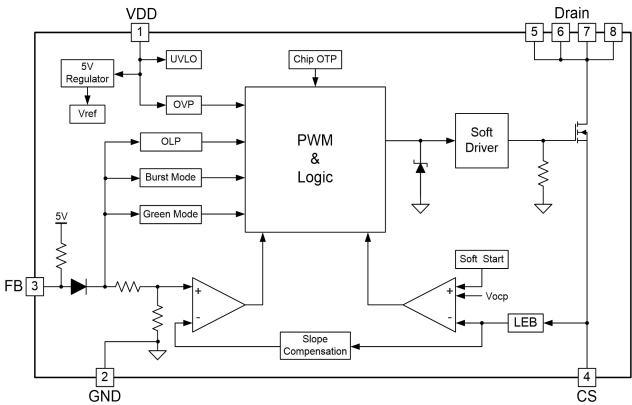 VDD
Drain
1
5
6
7
8
5V
Regulator
UVLO
Chip OTP
Vref
OVP
OLP
PWM
&
Logic
Soft
Driver
Burst Mode
Green Mode
5V
FB
3
+
-
Soft Start
+
Vocp
-
LEB
Slope
Compensation
2
4
GND
CS